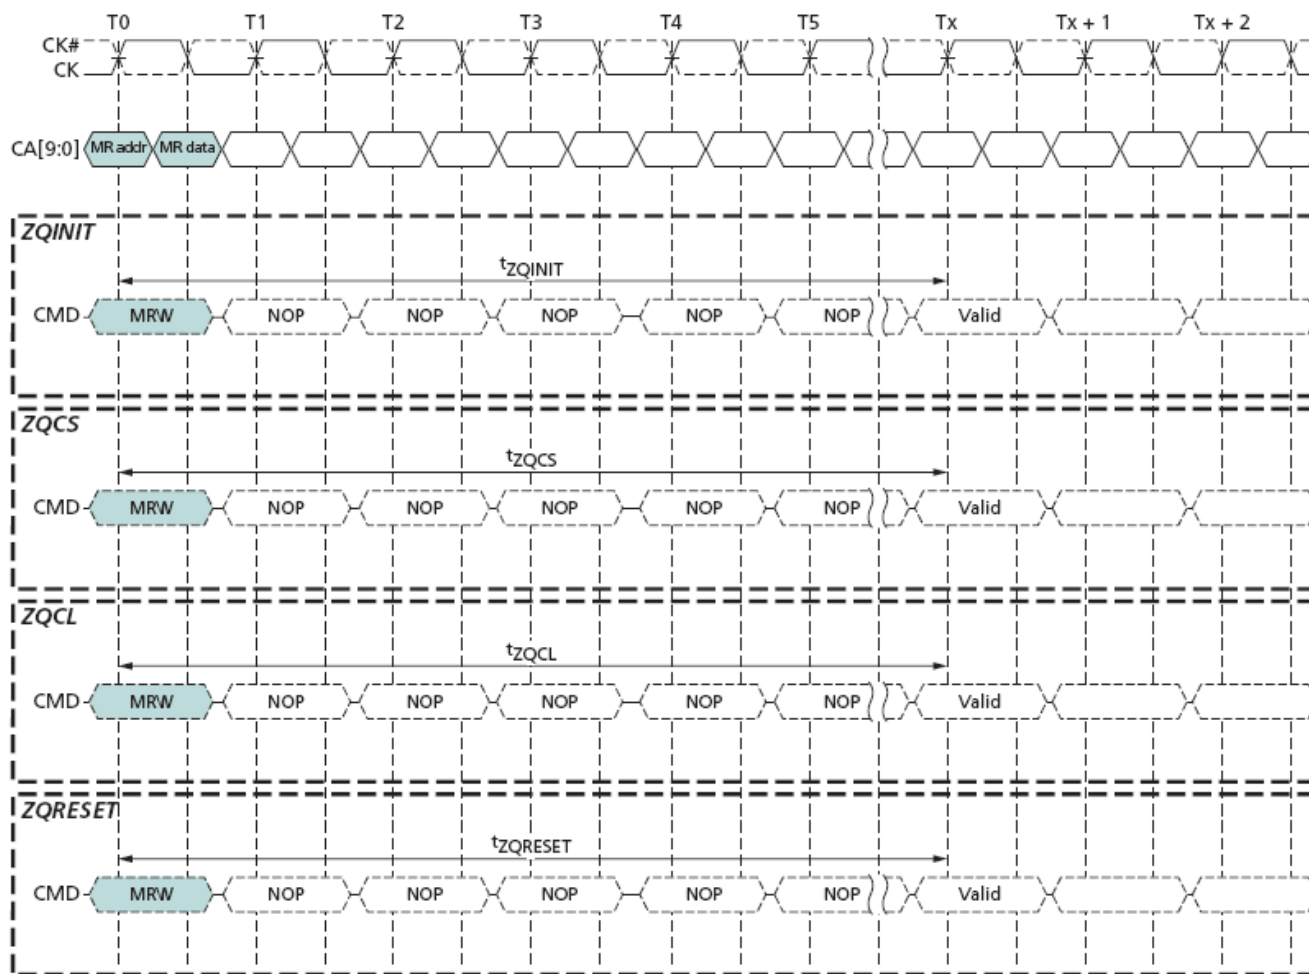 T0 T1 T2 T3 T4 T5 Tx Tx + 1 Tx + 2
CK#
CK
CA[9:0] MR addr MR data
ZQINIT
tZQINIT
CMD MRW NOP NOP NOP NOP NOP Valid
ZQCS
tZQCS
CMD MRW NOP NOP NOP NOP NOP Valid
ZQCL
tZQCL
CMD MRW NOP NOP NOP NOP NOP Valid
ZQRESET
tZQRESET
CMD MRW NOP NOP NOP NOP NOP Valid